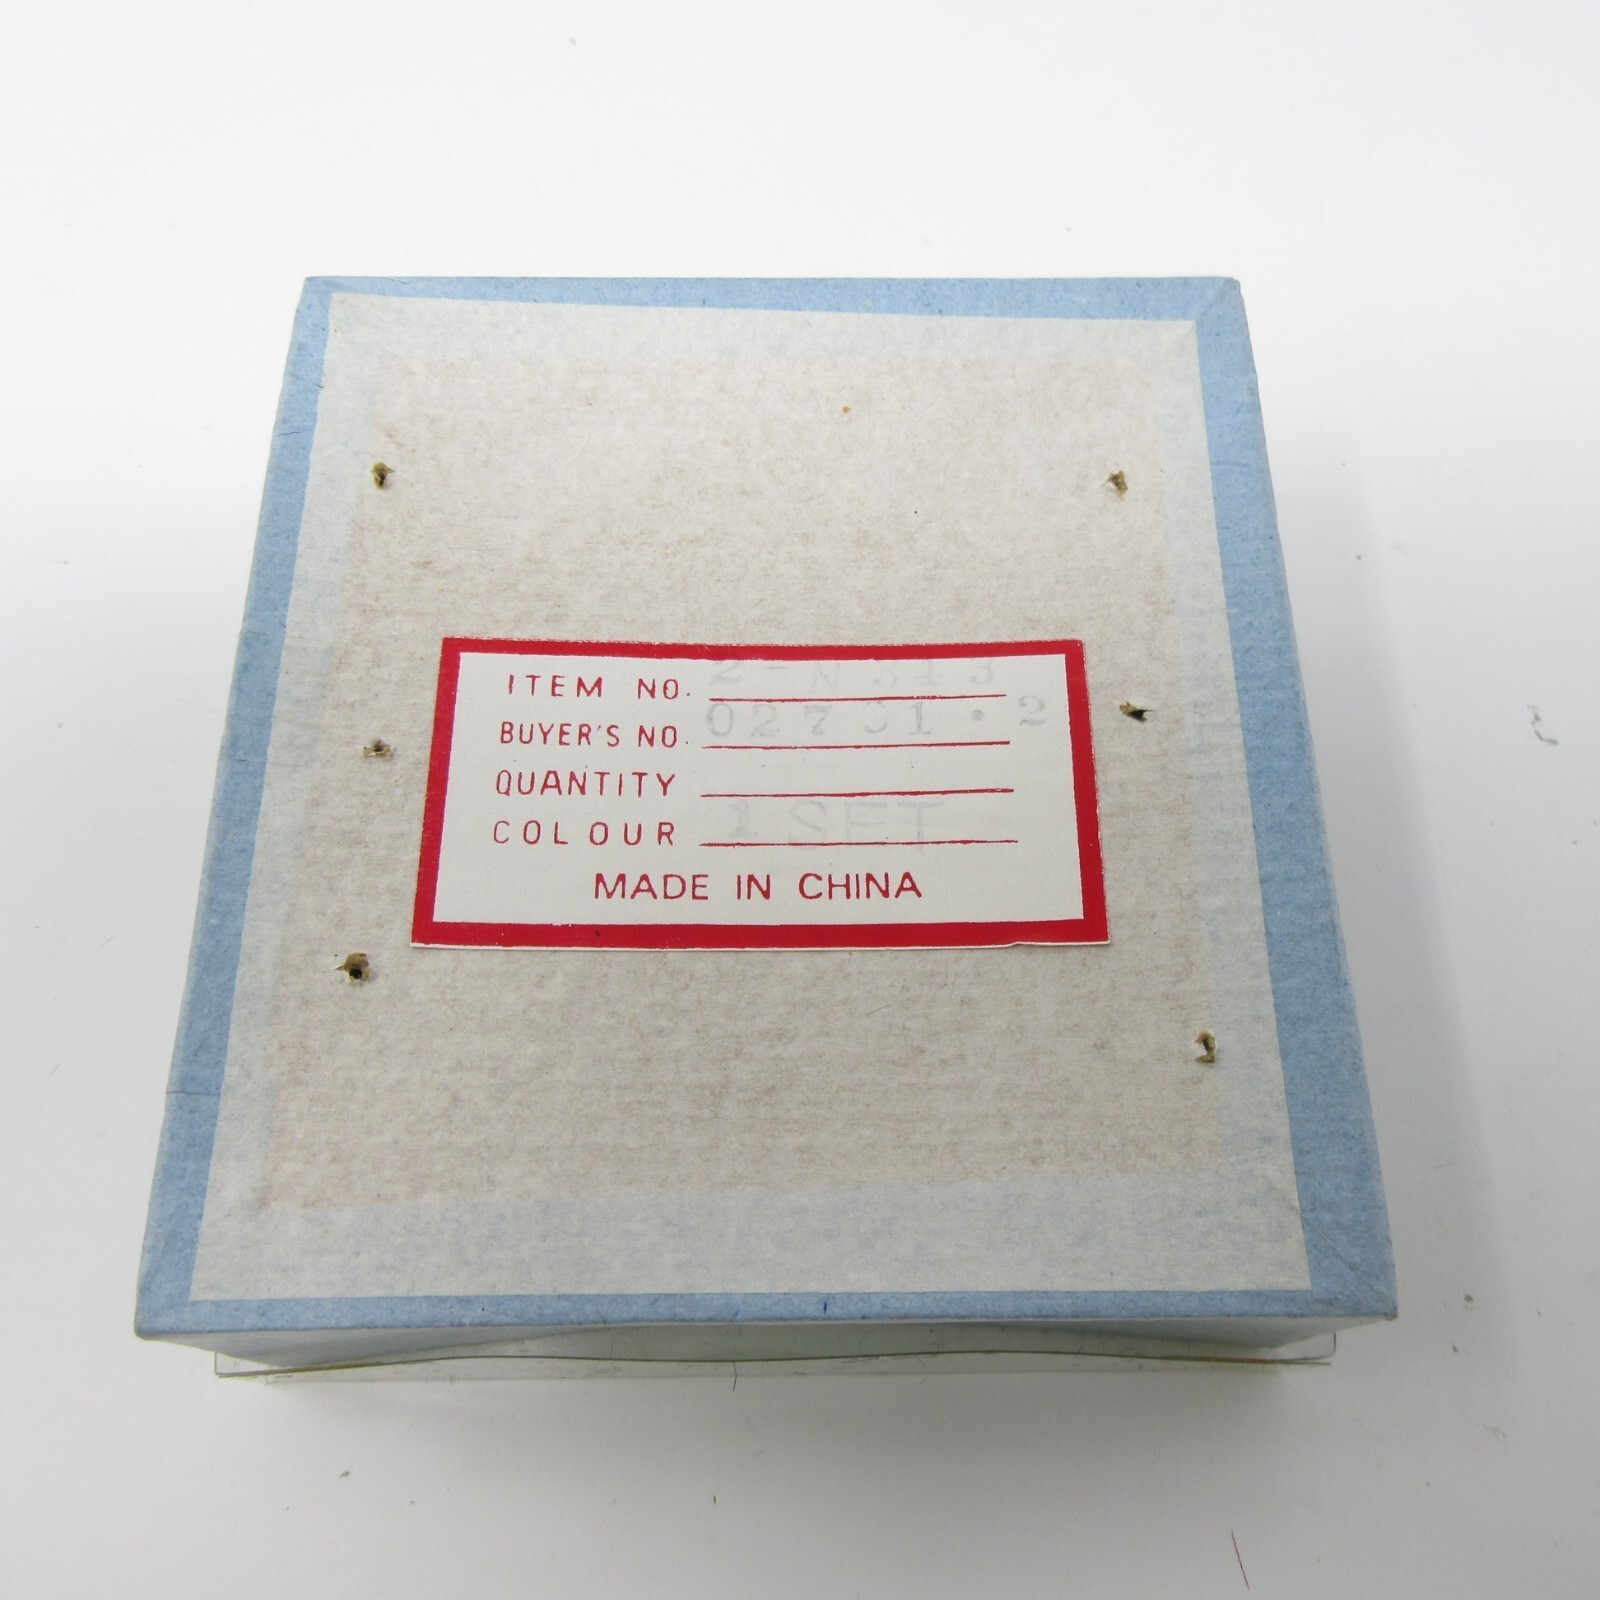 ITEM NO.
BUYER'S NO.
QUANTITY
COLOUR 1 SET
MADE IN CHINA